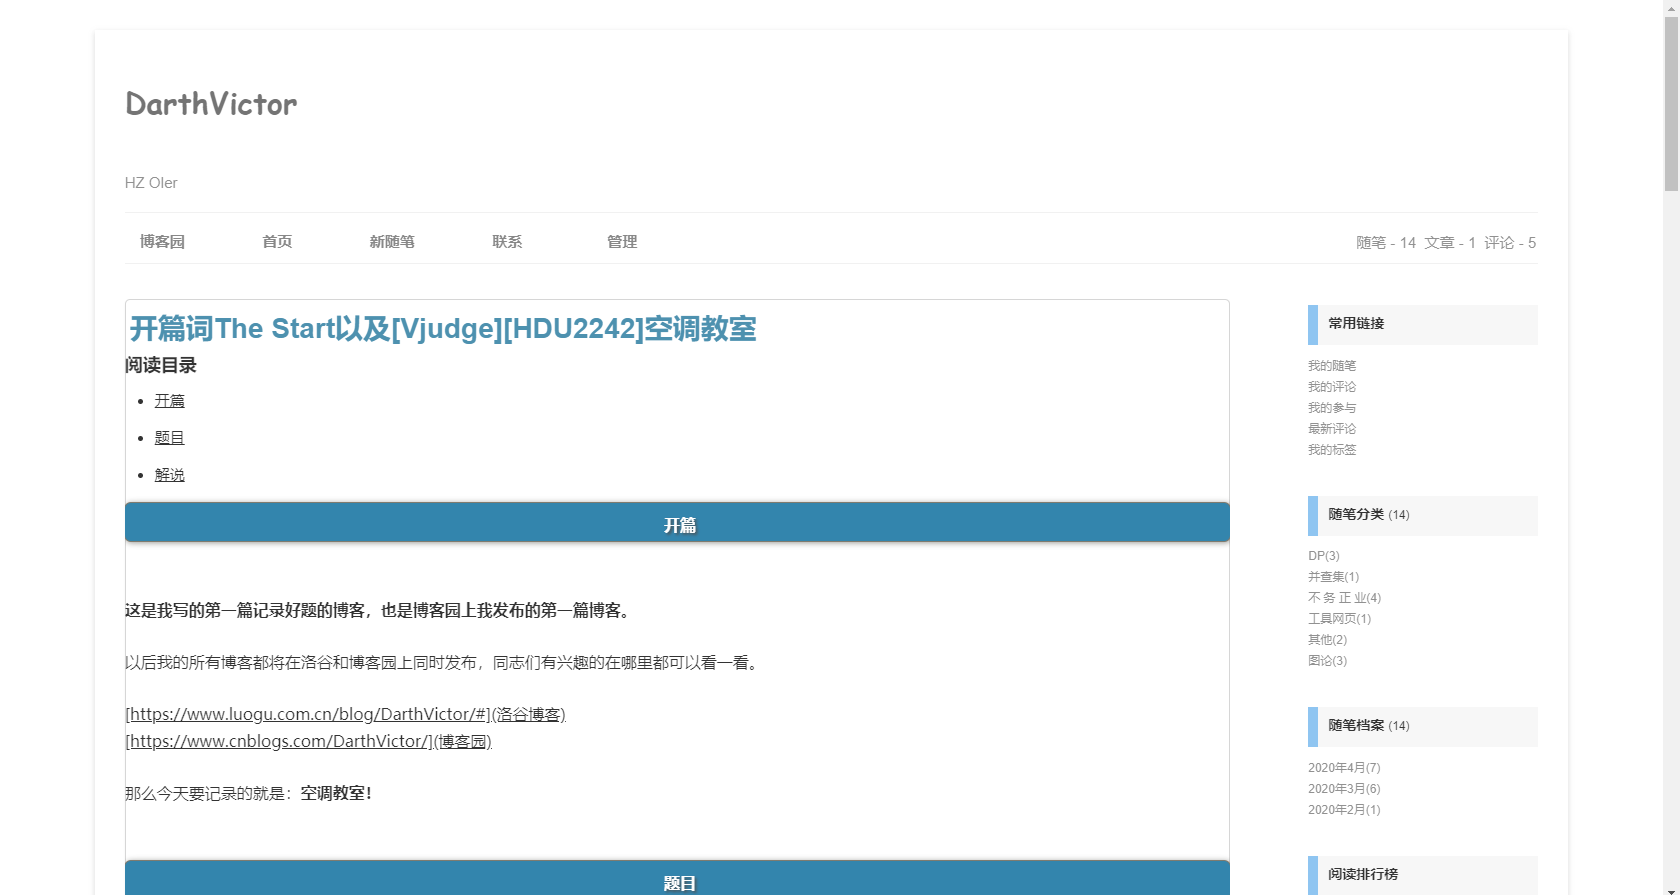 DarthVictor
HZ OIer
博客园 首页 新随笔 联系 管理 随笔 - 14 文章 - 1 评论 - 5
开篇词The Start以及[Vjudge][HDU2242]空调教室
阅读目录
开篇
题目
解说
开篇
这是我写的第一篇记录好题的博客，也是博客园上我发布的第一篇博客。
以后我的所有博客都将在洛谷和博客园上同时发布，同志们有兴趣的在哪里都可以看一看。
[https://www.luogu.com.cn/blog/DarthVictor/#](洛谷博客)
[https://www.cnblogs.com/DarthVictor/](博客园)
那么今天要记录的就是：空调教室！
题目
常用链接
我的随笔
我的评论
我的参与
最新评论
我的标签
随笔分类 (14)
DP(3)
并查集(1)
不 务 正 业(4)
工具网页(1)
其他(2)
图论(3)
随笔档案 (14)
2020年4月(7)
2020年3月(6)
2020年2月(1)
阅读排行榜